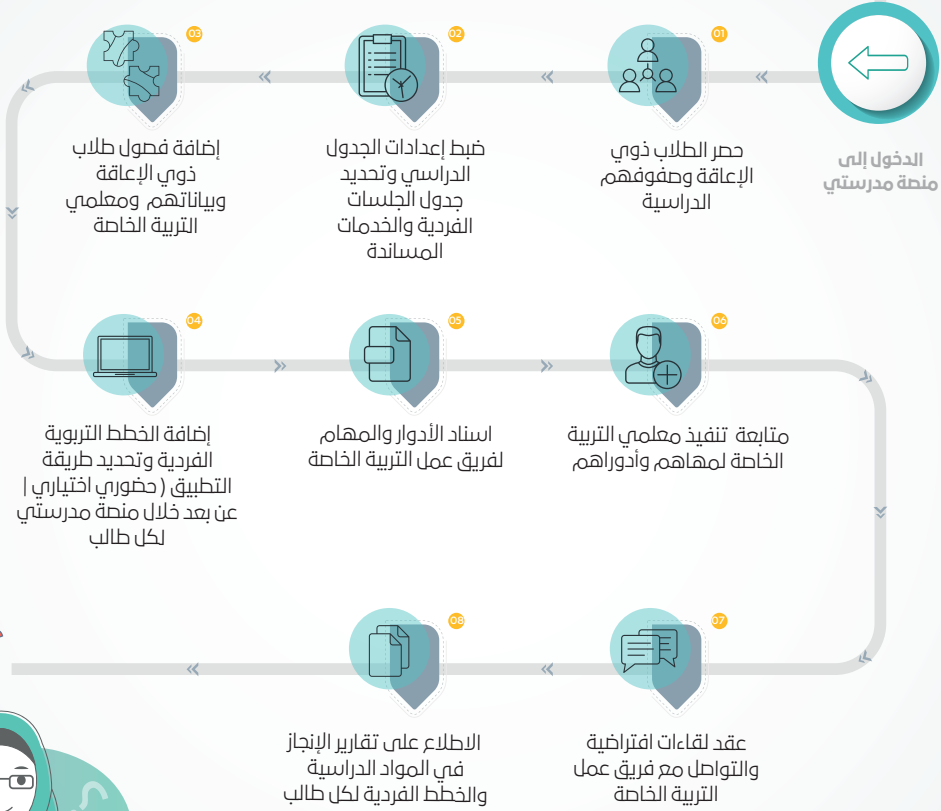 الدخول إلى
منصة مدرستي
01
حصر الطلاب ذوي
الإعاقة وصفوفهم
الدراسية
02
ضبط إعدادات الجدول
الدراسي وتحديد
جدول الجلسات
الفردية والخدمات
المساندة
03
إضافة فصول طلاب
ذوي الإعاقة
وبياناتهم ومعلمي
التربية الخاصة
04
إضافة الخطط التربوية
الفردية وتحديد طريقة
التطبيق ( حضوري اختياري |
عن بعد خلال منصة مدرستي
لكل طالب
05
اسناد الأدوار والمهام
لفريق عمل التربية الخاصة
06
متابعة تنفيذ معلمي التربية
الخاصة لمهاهم وأدوراهم
07
عقد لقاءات افتراضية
والتواصل مع فريق عمل
التربية الخاصة
08
الاطلاع على تقارير الإنجاز
في المواد الدراسية
والخطط الفردية لكل طالب